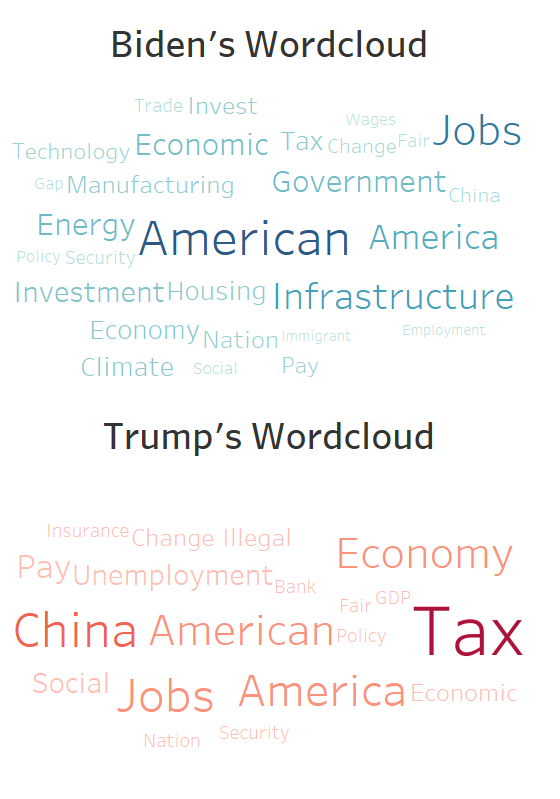 Biden’s Wordcloud
Trade Invest
Wages
Technology Economic Tax Change Fair Jobs
Gap Manufacturing Government China
Energy American America
Policy Security
Investment Housing Infrastructure
Economy Nation Immigrant Employment
Climate Social Pay
Trump’s Wordcloud
Insurance Change Illegal
Economy
Pay Unemployment Bank
Fair GDP
China American Policy Tax
Social Jobs America Economic
Nation Security